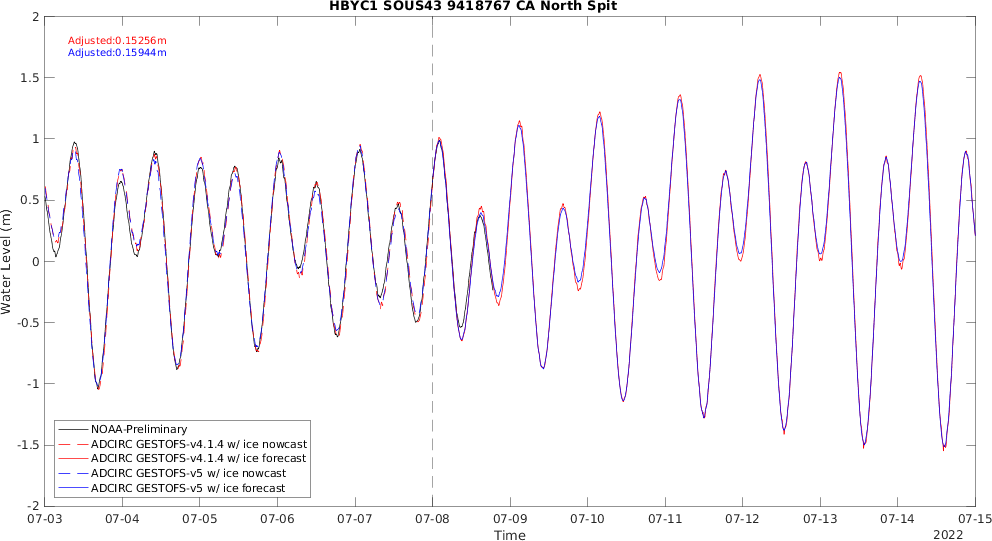 HBYC1 SOUS43 9418767 CA North Spit
Adjusted:0.15256m
Adjusted:0.15944m
2
1.5
1
0.5
0
-0.5
-1
-1.5
-2
Water Level (m)
NOAA-Preliminary
ADCIRC GESTOFS-v4.1.4 w/ ice nowcast
ADCIRC GESTOFS-v4.1.4 w/ ice forecast
ADCIRC GESTOFS-v5 w/ ice nowcast
ADCIRC GESTOFS-v5 w/ ice forecast
07-03 07-04 07-05 07-06 07-07 07-08 07-09 07-10 07-11 07-12 07-13 07-14 07-15
Time
2022